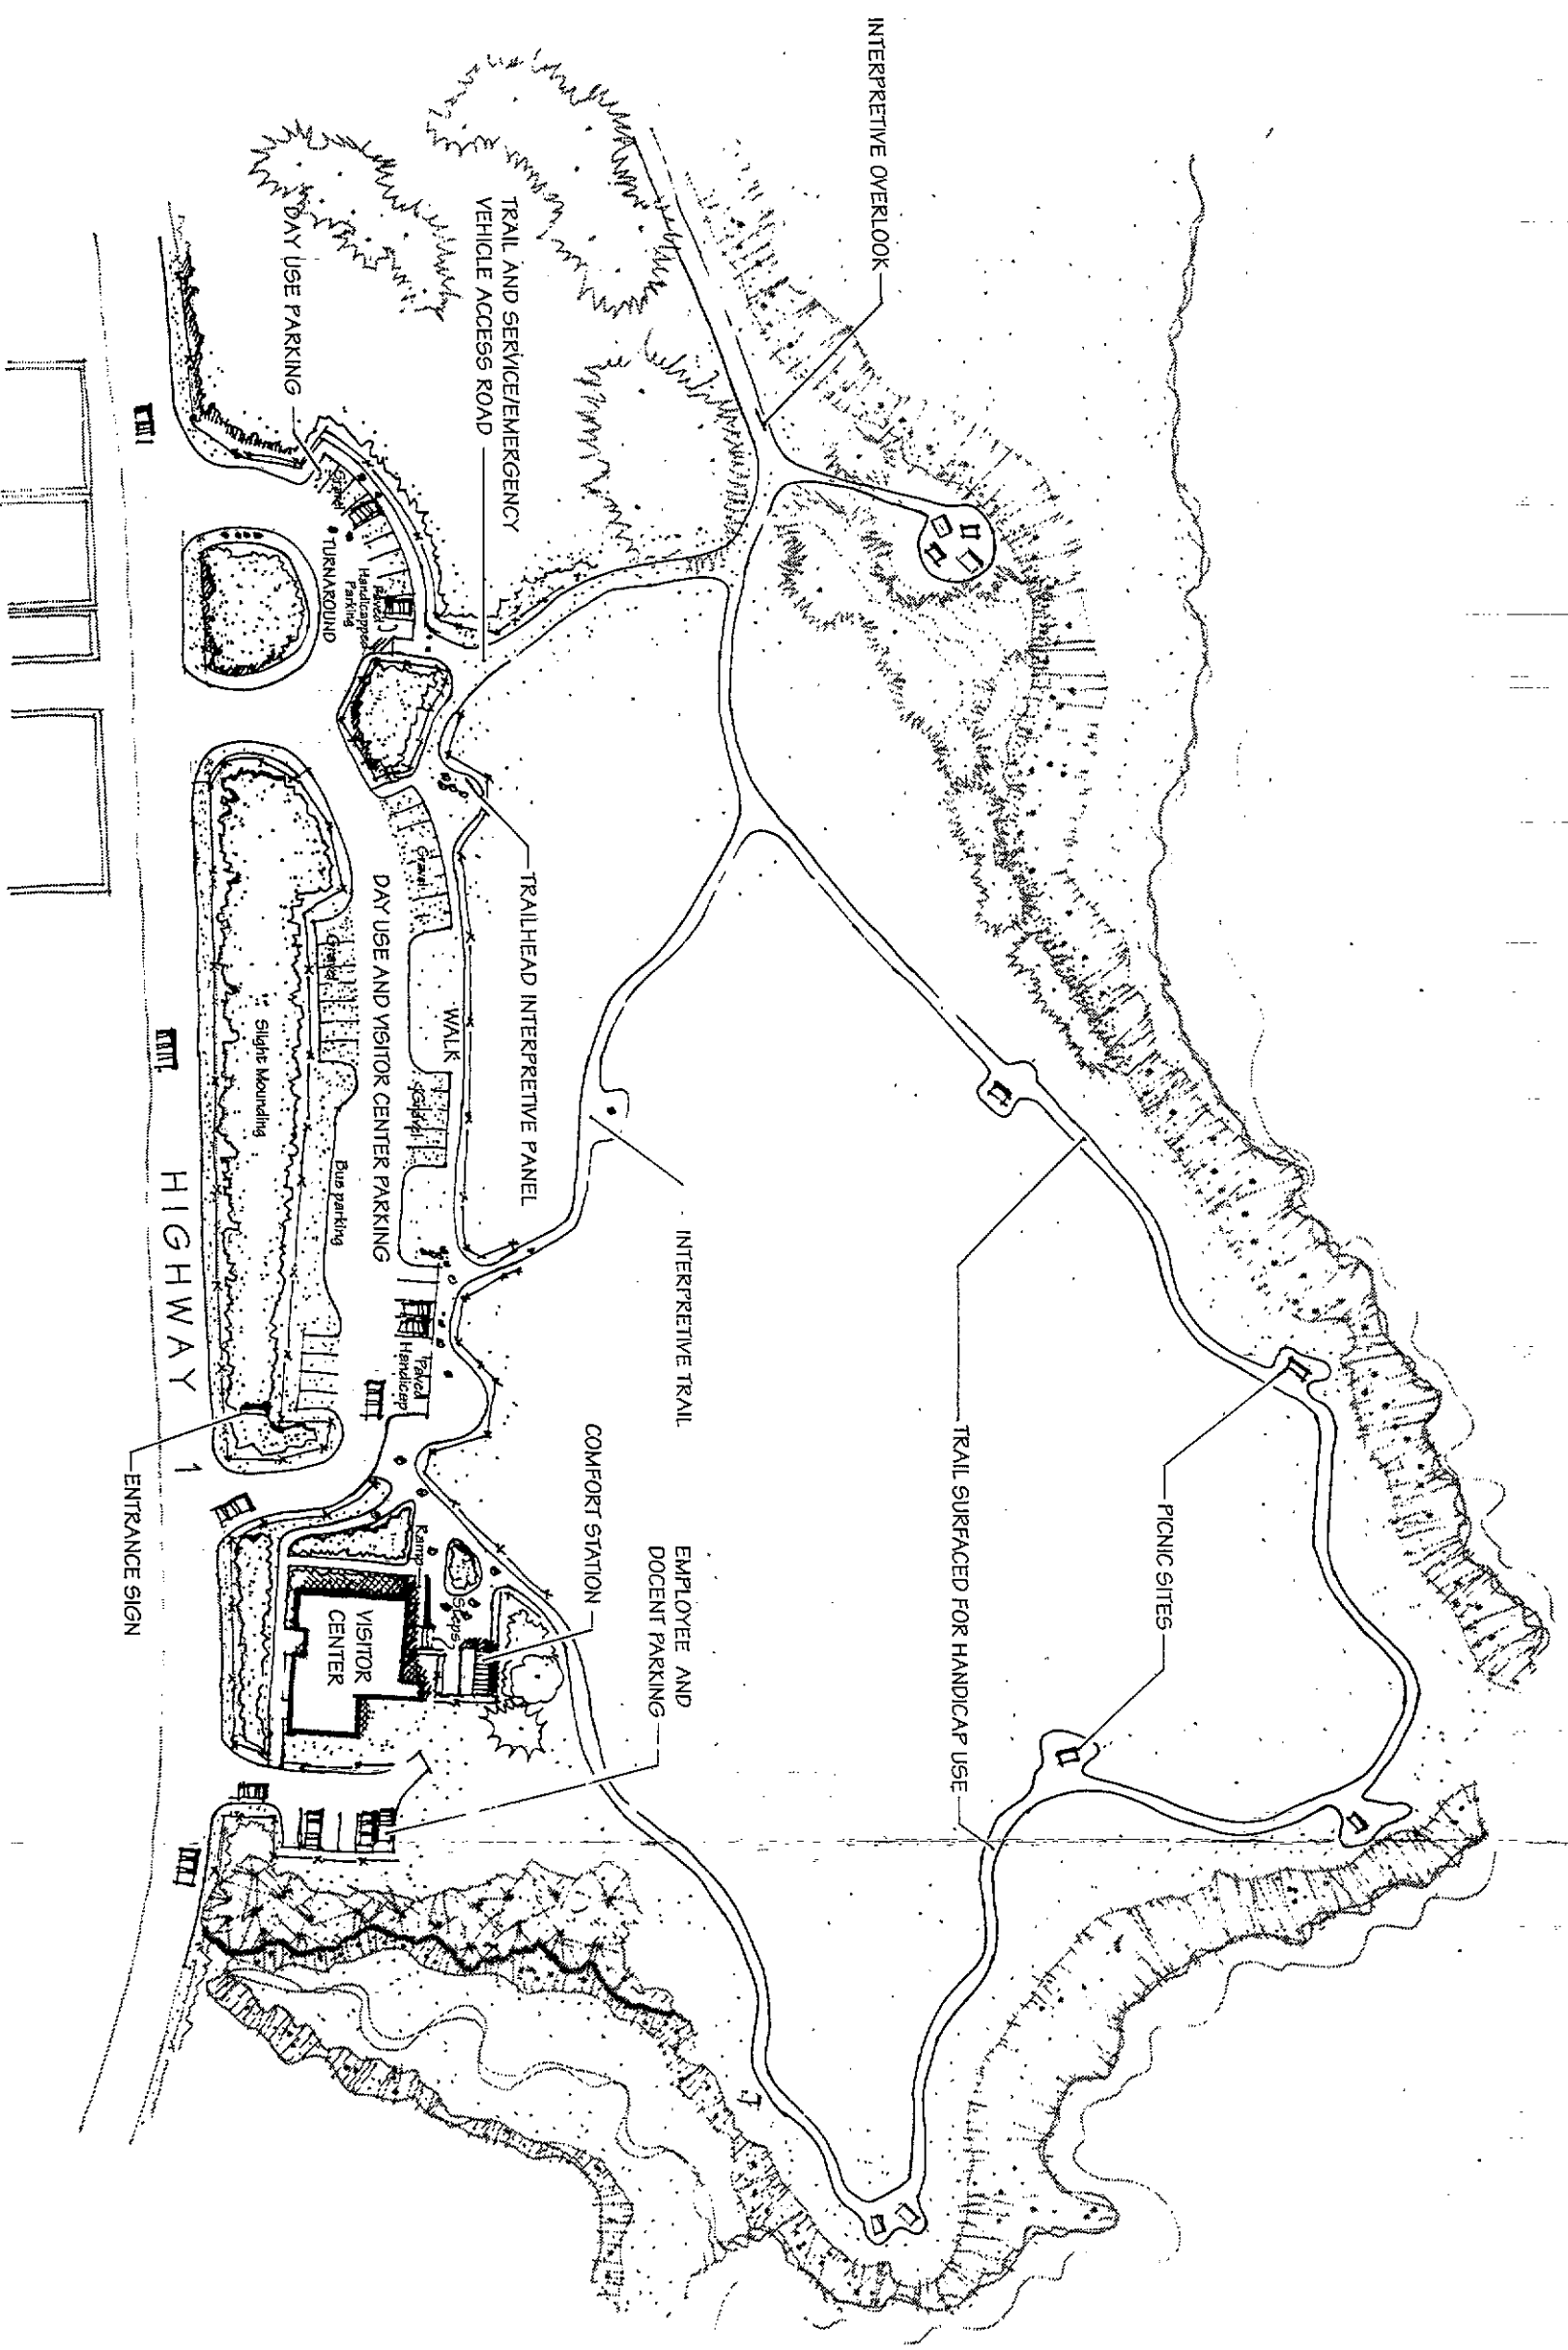 INTERPRETIVE OVERLOOK
TRAIL AND SERVICE/EMERGENCY
VEHICLE ACCESS ROAD
DAY USE PARKING
Gravel
TURNAROUND
Paved
Handicapped
Parking
TRAILHEAD INTERPRETIVE PANEL
Gravel
WALK
Gravel
DAY USE AND VISITOR CENTER PARKING
Gravel
Slight Mounding
Bus parking
HIGHWAY 1
INTERPRETIVE TRAIL
TRAIL SURFACED FOR HANDICAP USE
PICNIC SITES
Paved
Handicap
ENTRANCE SIGN
COMFORT STATION
EMPLOYEE AND
DOCENT PARKING
Ramp
Steps
VISITOR
CENTER